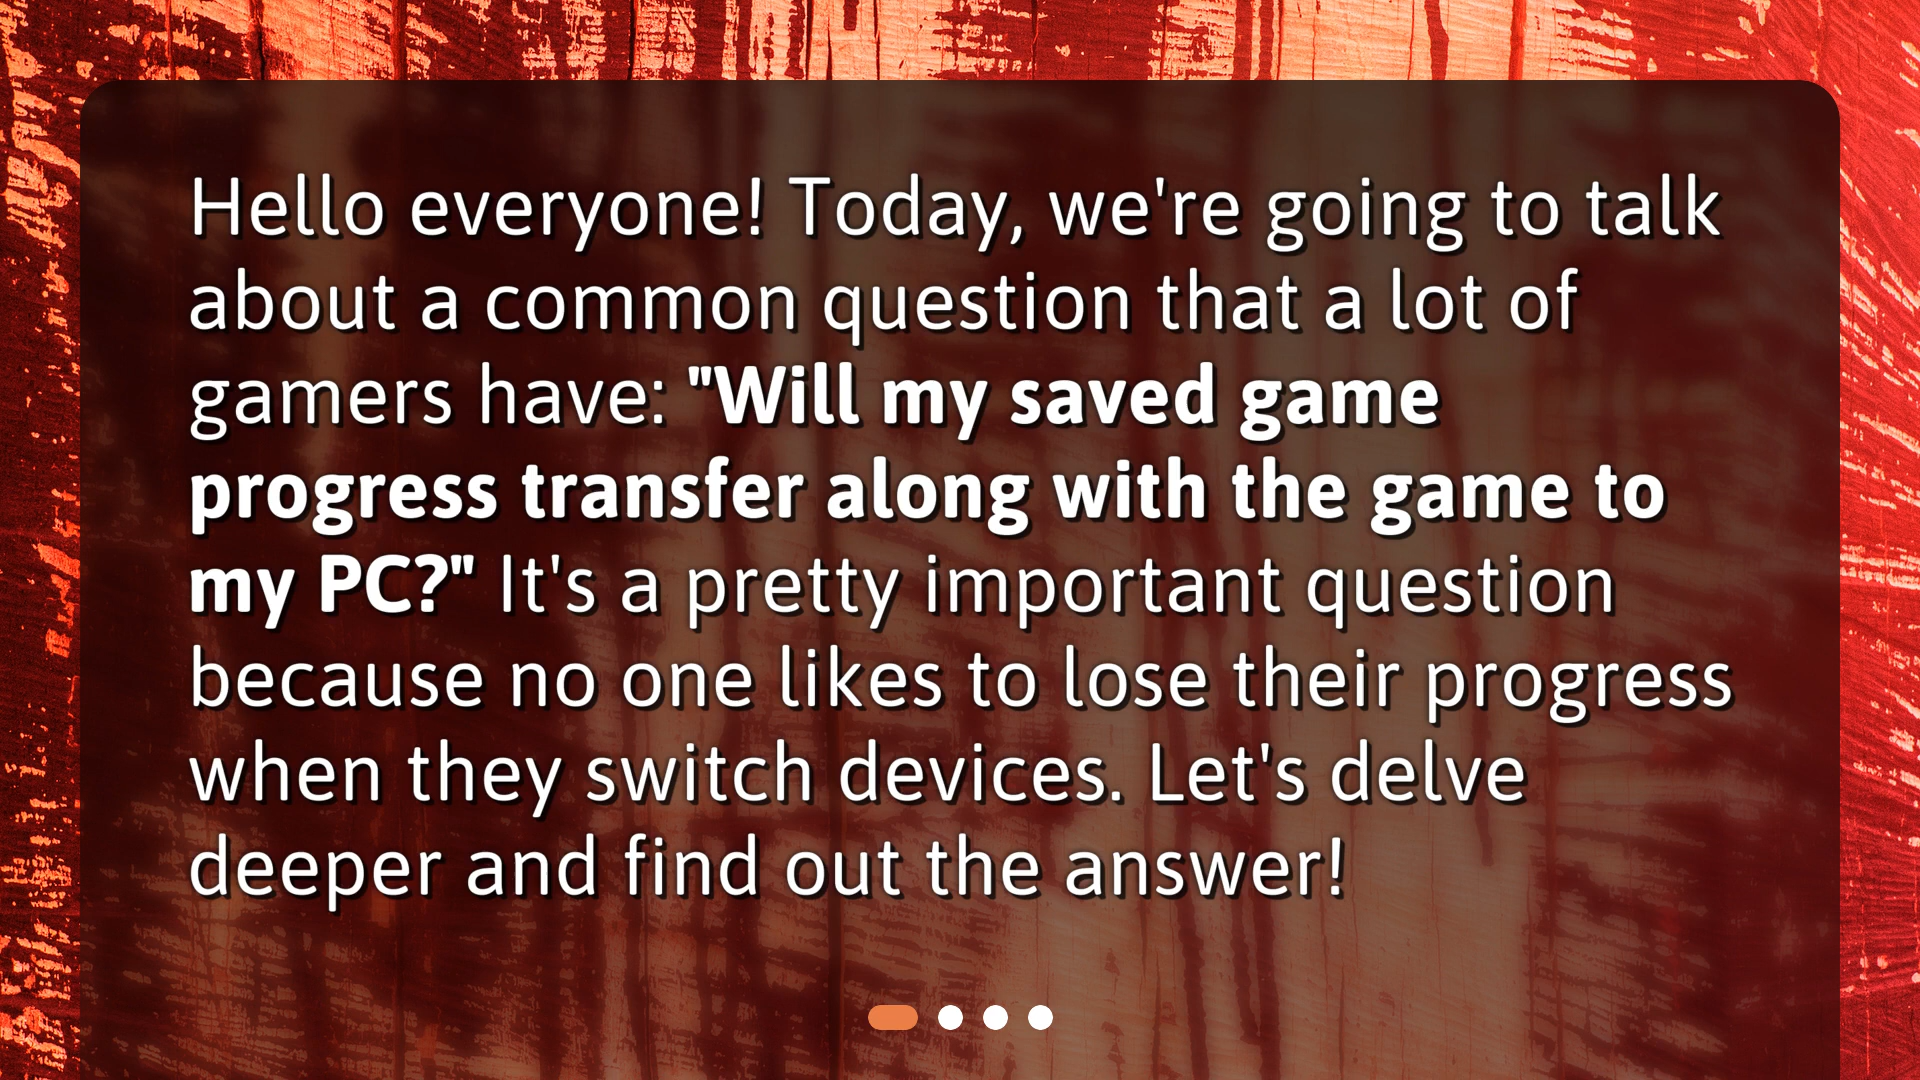 Hello everyone! Today, we're going to talk
about a common question that a lot of
gamers have: "Will my saved game
progress transfer along with the game to
my PC?" It's a pretty important question
because no one likes to lose their progress
when they switch devices. Let's delve
deeper and find out the answer!